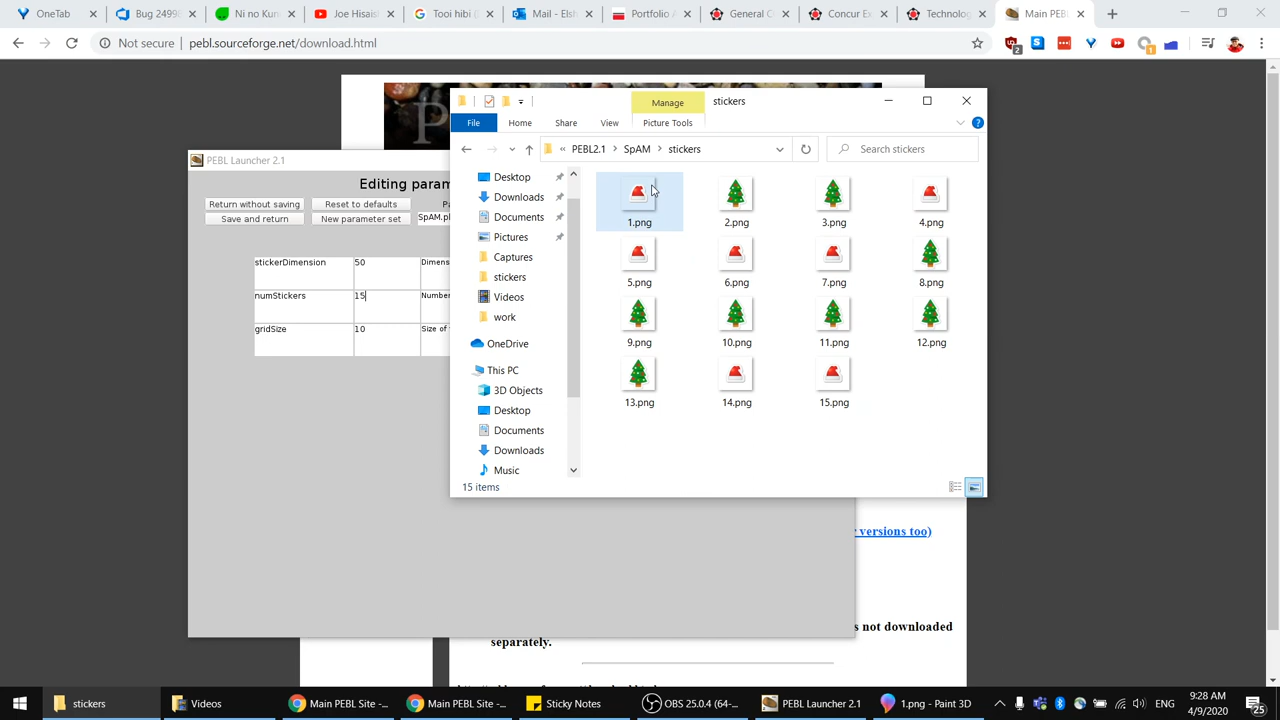 OneTab
Bug 24998
Ni no Kuni
Joe Hisaish
Tooi hibi (
Mail - Elsh
Portfolio A
General C
Concur Ex
Technolog
Main PEBL
Not secure | pebl.sourceforge.net/download.html
Manage stickers
File Home Share View Picture Tools
PEBL2.1 > SpAM > stickers
Search stickers
PEBL Launcher 2.1
Editing param
Return without saving Reset to defaults
Save and return New parameter set SpAM.pl
stickerDimension 50 Dimens
numStickers 15 Number
gridSize 10 Size of
Desktop
Downloads
Documents
Pictures
Captures
stickers
Videos
work
OneDrive
This PC
3D Objects
Desktop
Documents
Downloads
Music
1.png 2.png 3.png 4.png
5.png 6.png 7.png 8.png
9.png 10.png 11.png 12.png
13.png 14.png 15.png
15 items
versions too)
s not downloaded
separately.
stickers
Videos
Main PEBL Site -...
Main PEBL Site -...
Sticky Notes
OBS 25.0.4 (64-...
PEBL Launcher 2.1
1.png - Paint 3D
ENG
9:28 AM
4/9/2020
25